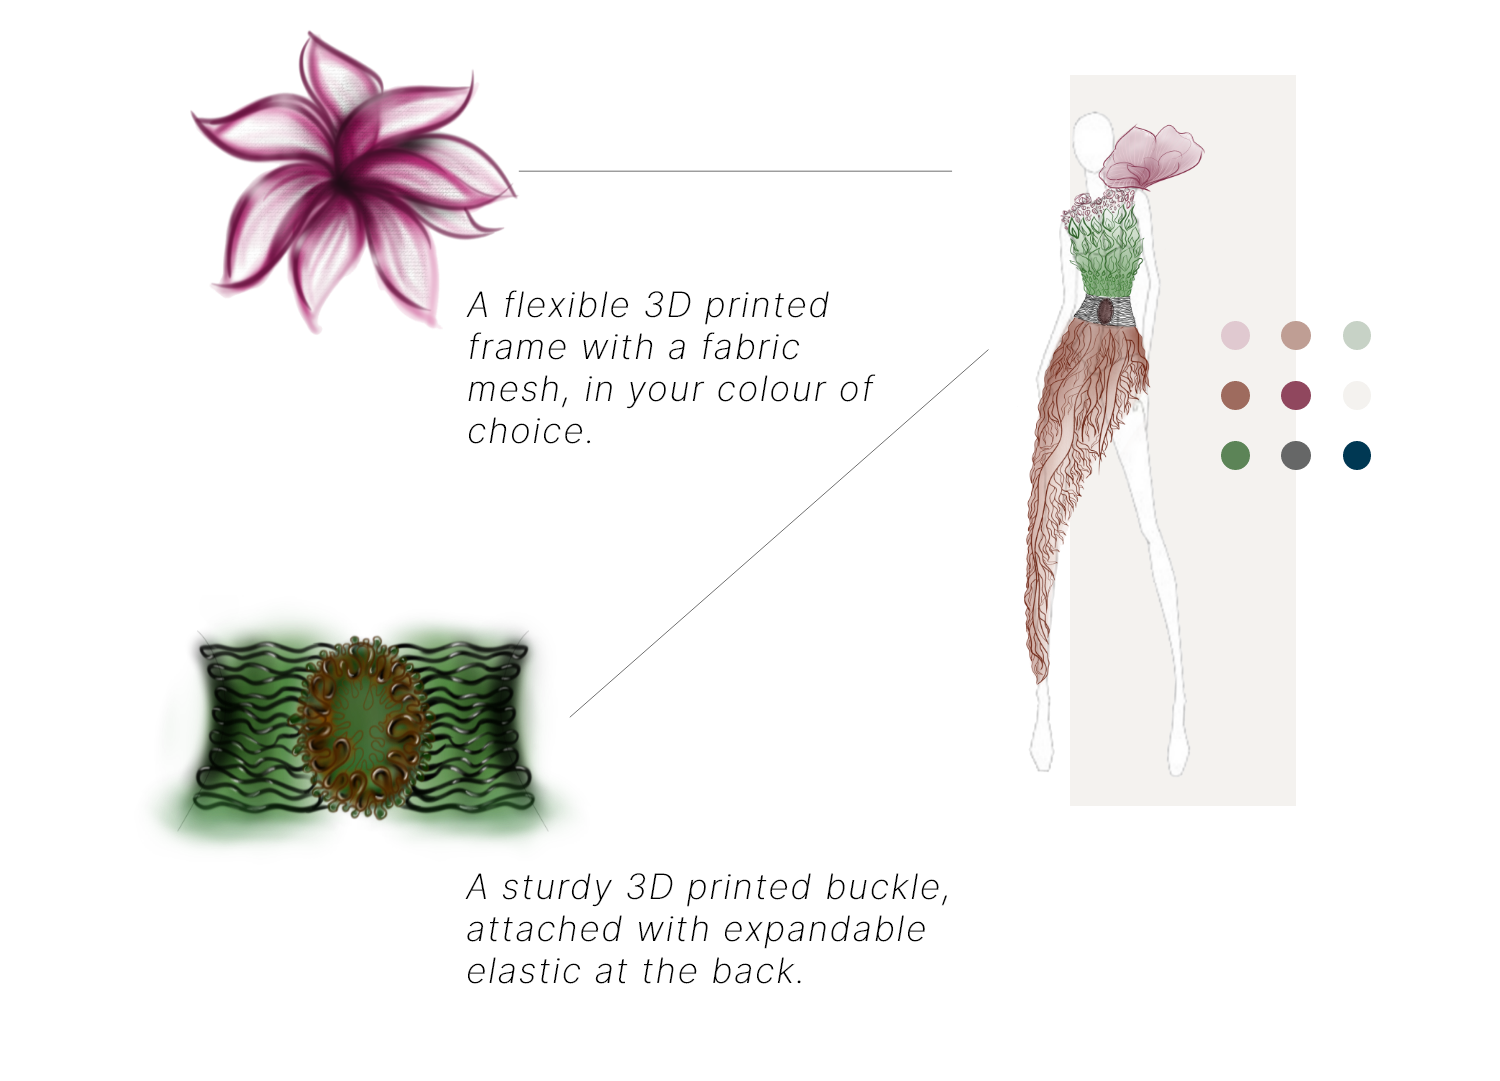 A flexible 3D printed
frame with a fabric
mesh, in your colour of
choice.
A sturdy 3D printed buckle,
attached with expandable
elastic at the back.